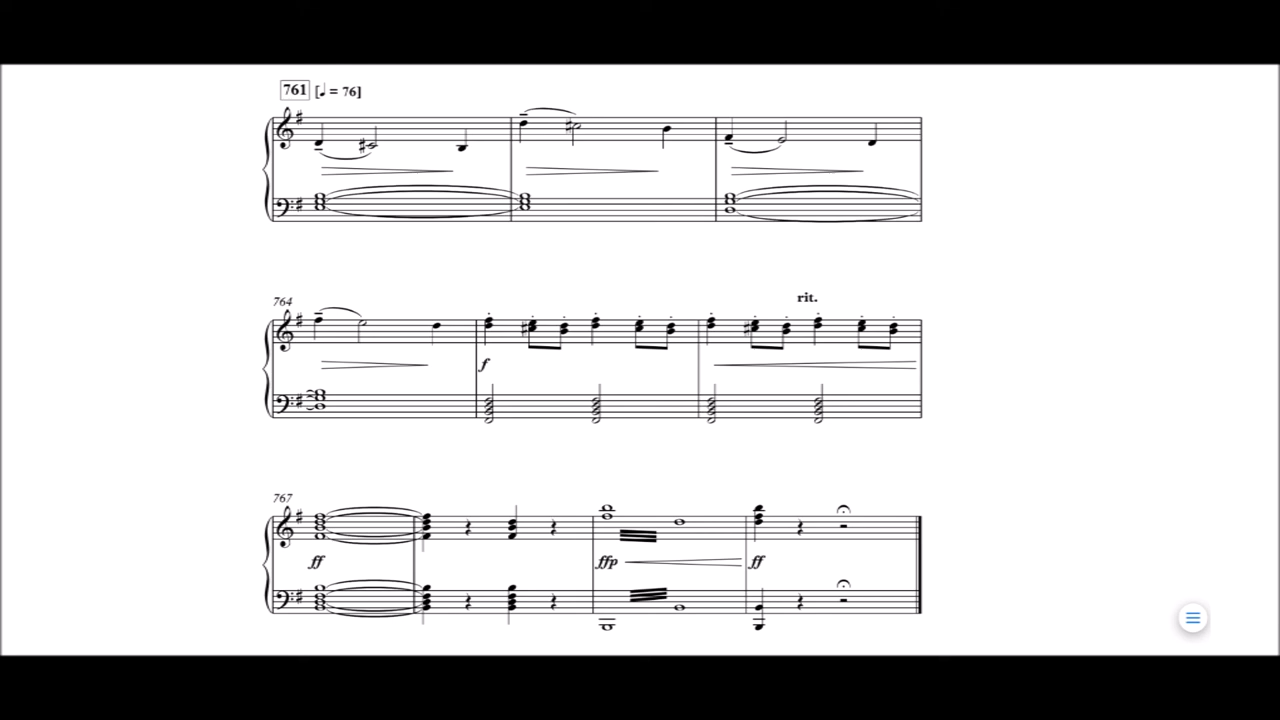 761 [♩ = 76]
764
rit.
f
767
ff
ffp
ff